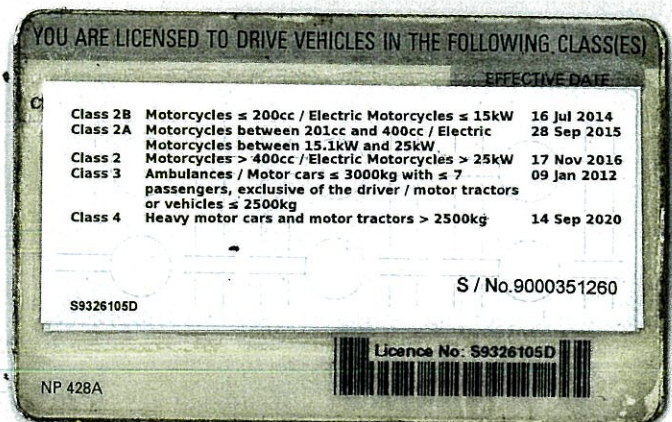 YOU ARE LICENSED TO DRIVE VEHICLES IN THE FOLLOWING CLASS(ES)
EFFECTIVE DATE
Class 2B Motorcycles ≤ 200cc / Electric Motorcycles ≤ 15kW 16 Jul 2014
Class 2A Motorcycles between 201cc and 400cc / Electric 28 Sep 2015
Motorcycles between 15.1kW and 25kW
Class 2 Motorcycles > 400cc / Electric Motorcycles > 25kW 17 Nov 2016
Class 3 Ambulances / Motor cars ≤ 3000kg with ≤ 7 09 Jan 2012
passengers, exclusive of the driver / motor tractors
or vehicles ≤ 2500kg
Class 4 Heavy motor cars and motor tractors > 2500kg 14 Sep 2020
S / No.9000351260
S9326105D
Licence No: S9326105D
NP 428A